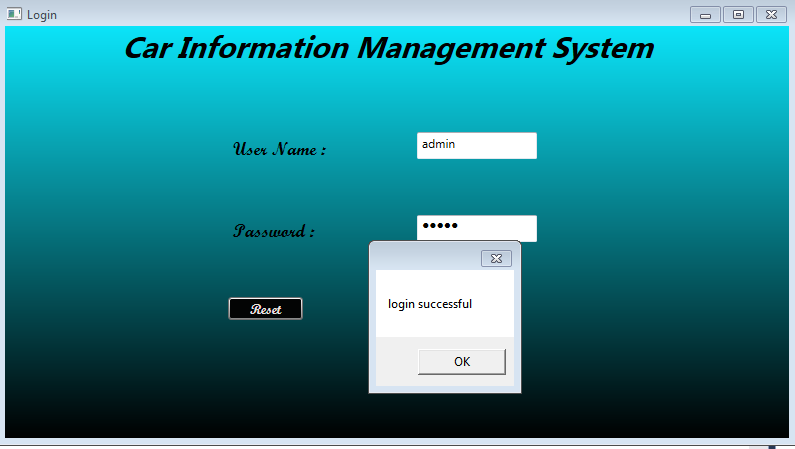 Login
Car Information Management System
User Name :
admin
Password :
•••••
login successful
Reset
OK